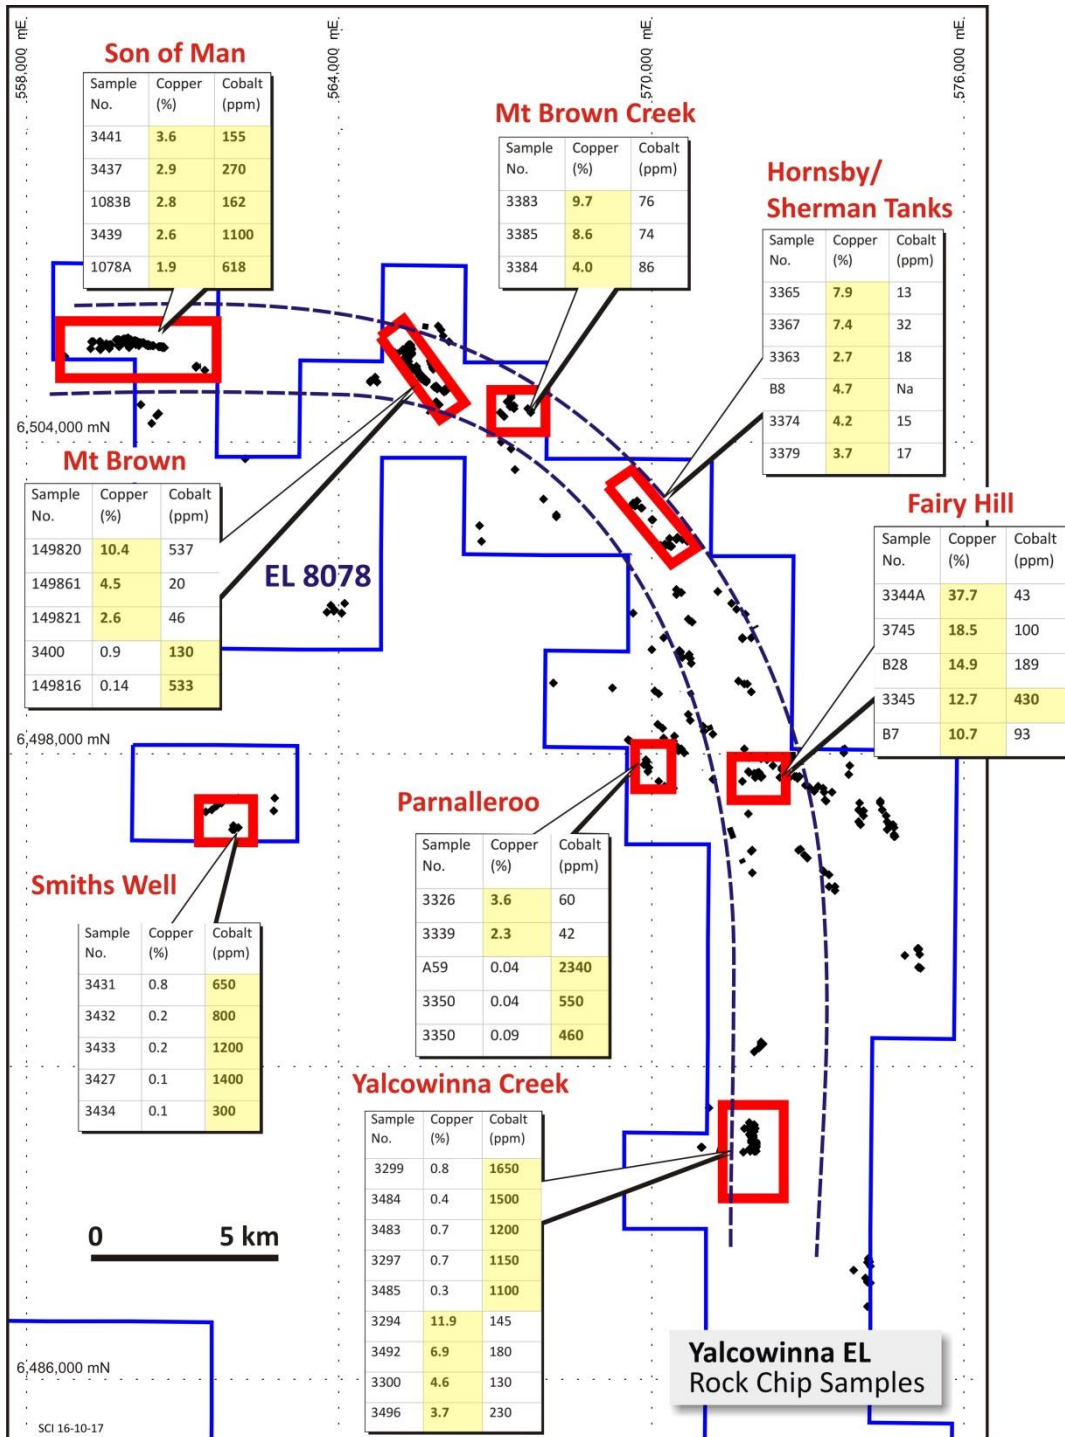 558,000 mE.
564,000 mE.
570,000 mE.
576,000 mE.
Son of Man
Sample No. Copper (%) Cobalt (ppm)
3441 3.6 155
3437 2.9 270
1083B 2.8 162
3439 2.6 1100
1078A 1.9 618
Mt Brown Creek
Sample No. Copper (%) Cobalt (ppm)
3383 9.7 76
3385 8.6 74
3384 4.0 86
Hornsby/
Sherman Tanks
Sample No. Copper (%) Cobalt (ppm)
3365 7.9 13
3367 7.4 32
3363 2.7 18
B8 4.7 Na
3374 4.2 15
3379 3.7 17
6,504,000 mN
Mt Brown
Sample No. Copper (%) Cobalt (ppm)
149820 10.4 537
149861 4.5 20
149821 2.6 46
3400 0.9 130
149816 0.14 533
EL 8078
Fairy Hill
Sample No. Copper (%) Cobalt (ppm)
3344A 37.7 43
3745 18.5 100
B28 14.9 189
3345 12.7 430
B7 10.7 93
6,498,000 mN
Parnalleroo
Sample No. Copper (%) Cobalt (ppm)
3326 3.6 60
3339 2.3 42
A59 0.04 2340
3350 0.04 550
3350 0.09 460
Smiths Well
Sample No. Copper (%) Cobalt (ppm)
3431 0.8 650
3432 0.2 800
3433 0.2 1200
3427 0.1 1400
3434 0.1 300
Yalcowinna Creek
Sample No. Copper (%) Cobalt (ppm)
3299 0.8 1650
3484 0.4 1500
3483 0.7 1200
3297 0.7 1150
3485 0.3 1100
3294 11.9 145
3492 6.9 180
3300 4.6 130
3496 3.7 230
0 5 km
6,486,000 mN
Yalcowinna EL
Rock Chip Samples
SCI 16-10-17